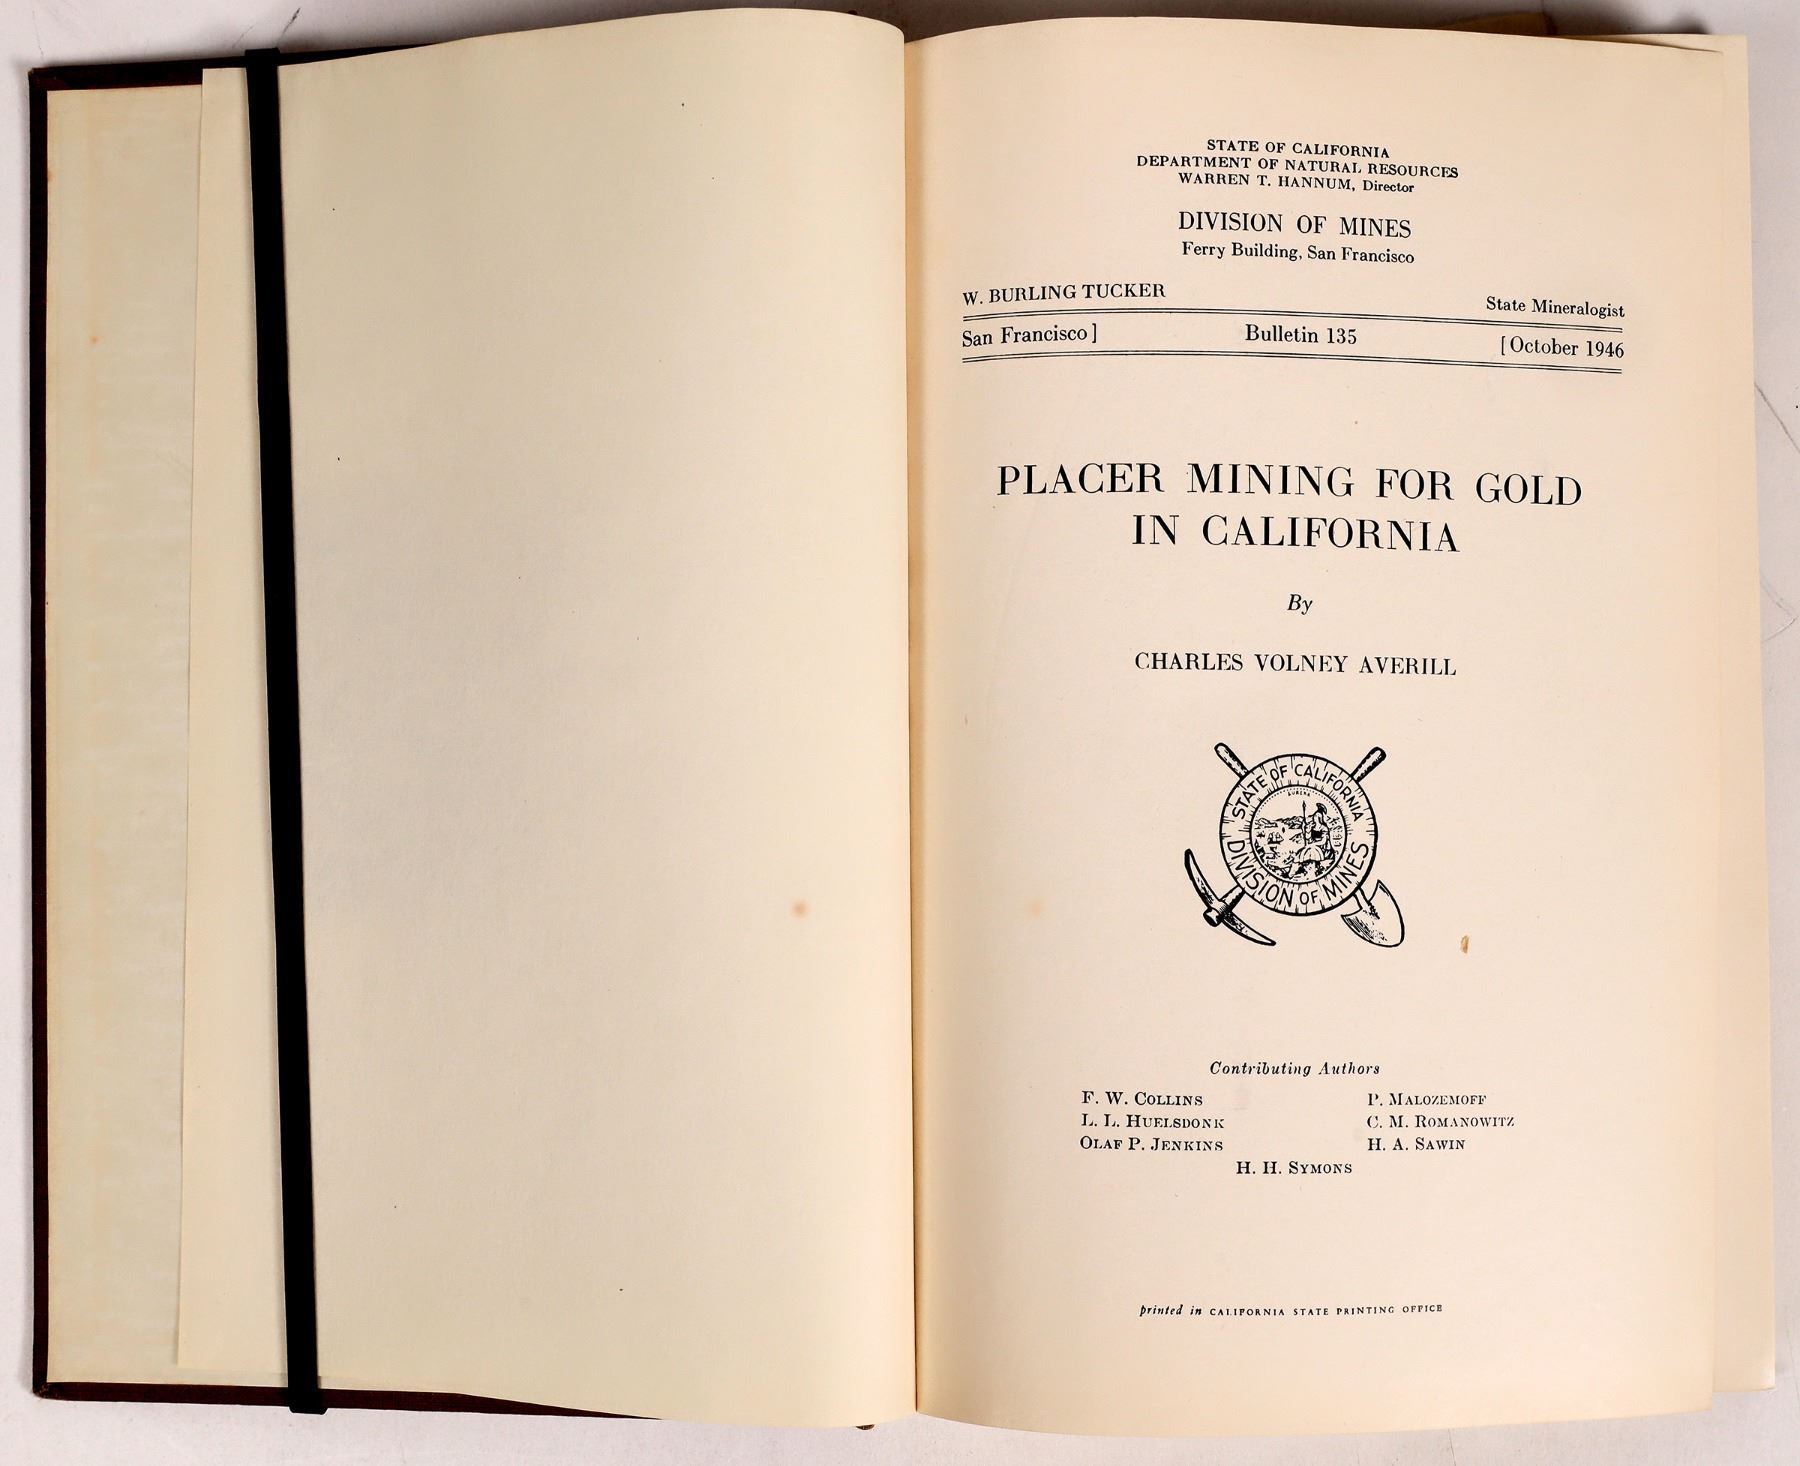 STATE OF CALIFORNIA
DEPARTMENT OF NATURAL RESOURCES
WARREN T. HANNUM, Director
DIVISION OF MINES
Ferry Building, San Francisco
W. BURLING TUCKER State Mineralogist
San Francisco] Bulletin 135 [October 1946
PLACER MINING FOR GOLD
IN CALIFORNIA
By
CHARLES VOLNEY AVERILL
STATE OF CALIFORNIA
EUREKA
DIVISION OF MINES
Contributing Authors
F. W. COLLINS P. MALOZEMOFF
L. L. HUELSDONK C. M. ROMANOWITZ
OLAF P. JENKINS H. A. SAWIN
H. H. SYMONS
printed in CALIFORNIA STATE PRINTING OFFICE